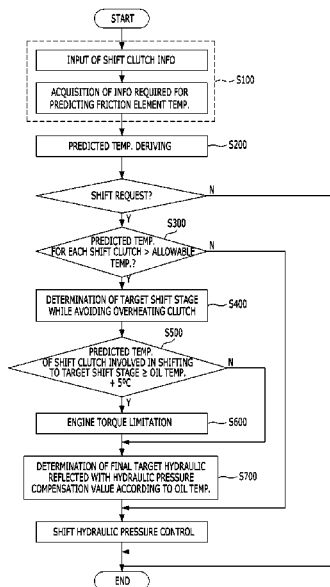 START
INPUT OF SHIFT CLUTCH INFO
S100
ACQUISITION OF INFO REQUIRED FOR
PREDICTING FRICTION ELEMENT TEMP.
PREDICTED TEMP. DERIVING
S200
SHIFT REQUEST?
N
Y
S300
PREDICTED TEMP.
FOR EACH SHIFT CLUTCH > ALLOWABLE
TEMP.?
N
Y
DETERMINATION OF TARGET SHIFT STAGE
WHILE AVOIDING OVERHEATING CLUTCH
S400
S500
PREDICTED TEMP.
OF SHIFT CLUTCH INVOLVED IN SHIFTING
TO TARGET SHIFT STAGE ≥ OIL TEMP.
+ 5℃
N
Y
ENGINE TORQUE LIMITATION
S600
DETERMINATION OF FINAL TARGET HYDRAULIC
REFLECTED WITH HYDRAULIC PRESSURE
COMPENSATION VALUE ACCORDING TO OIL TEMP.
S700
SHIFT HYDRAULIC PRESSURE CONTROL
END